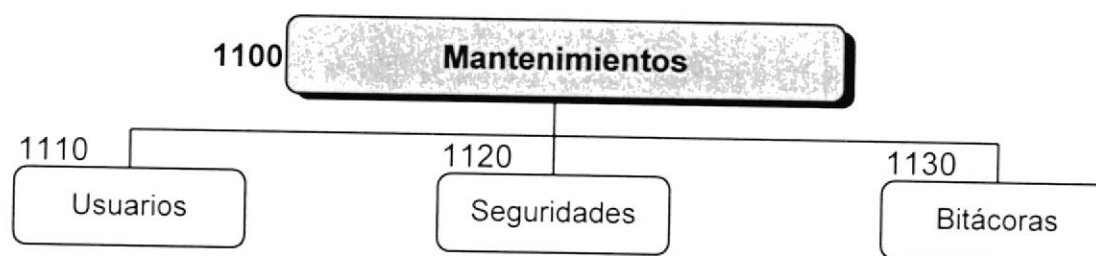 1100 Mantenimientos
1110
1120
1130
Usuarios
Seguridades
Bitácoras